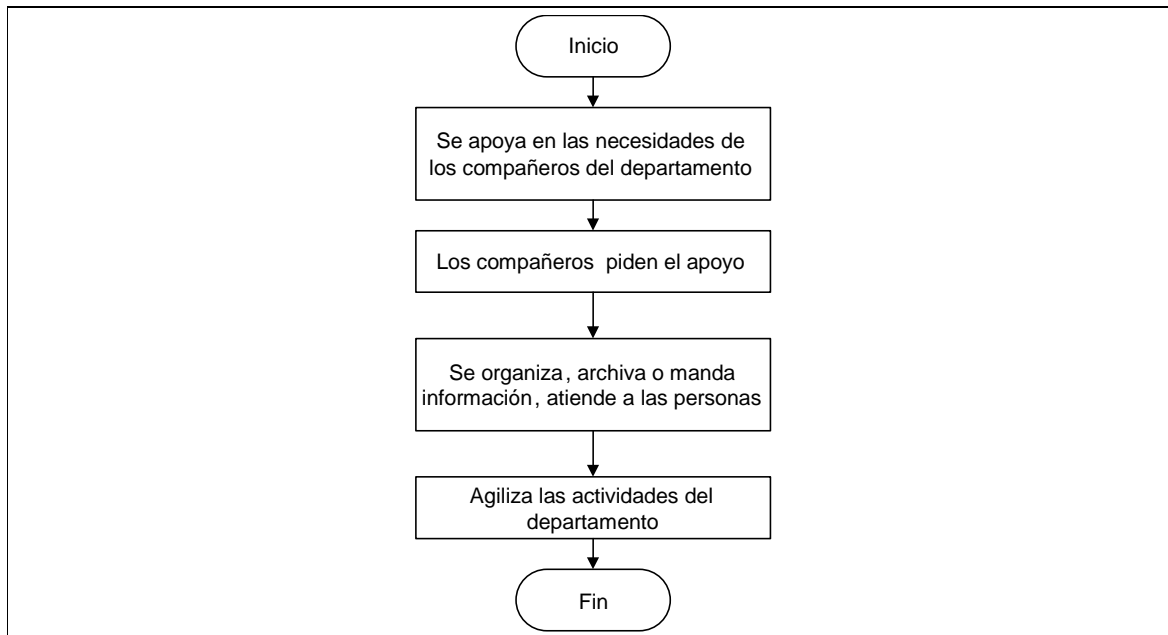 Inicio
Se apoya en las necesidades de
los compañeros del departamento
Los compañeros piden el apoyo
Se organiza, archiva o manda
información, atiende a las personas
Agiliza las actividades del
departamento
Fin